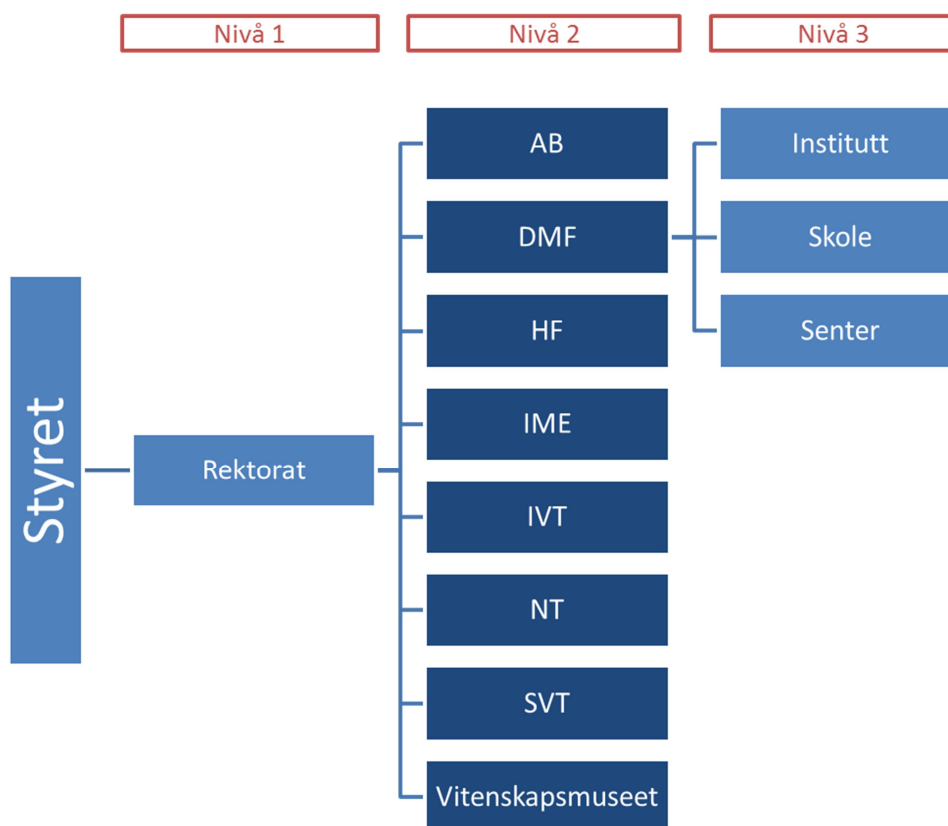 Nivå 1
Nivå 2
Nivå 3
Styret
Rektorat
AB
DMF
HF
IME
IVT
NT
SVT
Vitenskapsmuseet
Institutt
Skole
Senter